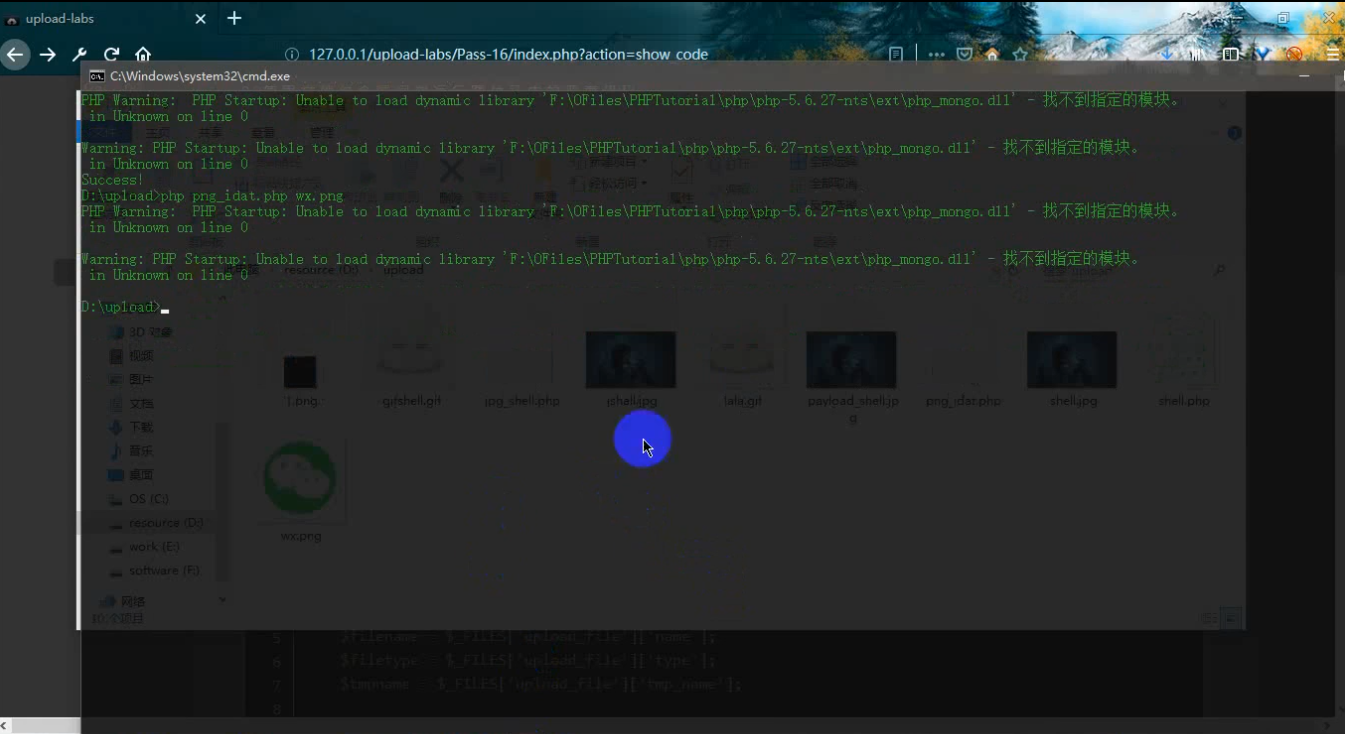 upload-labs
127.0.0.1/upload-labs/Pass-16/index.php?action=show_code
C:\Windows\system32\cmd.exe
PHP Warning:  PHP Startup: Unable to load dynamic library 'F:\OFiles\PHPTutorial\php\php-5.6.27-nts\ext\php_mongo.dll' - 找不到指定的模块。
in Unknown on line 0
Warning: PHP Startup: Unable to load dynamic library 'F:\OFiles\PHPTutorial\php\php-5.6.27-nts\ext\php_mongo.dll' - 找不到指定的模块。
in Unknown on line 0
Success!
D:\upload>php png_idat.php wx.png
PHP Warning:  PHP Startup: Unable to load dynamic library 'F:\OFiles\PHPTutorial\php\php-5.6.27-nts\ext\php_mongo.dll' - 找不到指定的模块。
in Unknown on line 0
Warning: PHP Startup: Unable to load dynamic library 'F:\OFiles\PHPTutorial\php\php-5.6.27-nts\ext\php_mongo.dll' - 找不到指定的模块。
in Unknown on line 0
resource (D:) › upload
D:\upload>
3D 对象
视频
图片
文档
下载
音乐
桌面
OS (C:)
resource (D:)
work (E:)
software (F:)
网络
1.png
gifshell.gif
jpg_shell.php
jshell.jpg
lala.gif
payload_shell.jp
g
png_idat.php
shell.jpg
shell.php
wx.png
10 个项目
5 $filename = $_FILES['upload_file']['name'];
6 $filetype = $_FILES['upload_file']['type'];
7 $tmpname = $_FILES['upload_file']['tmp_name'];
8